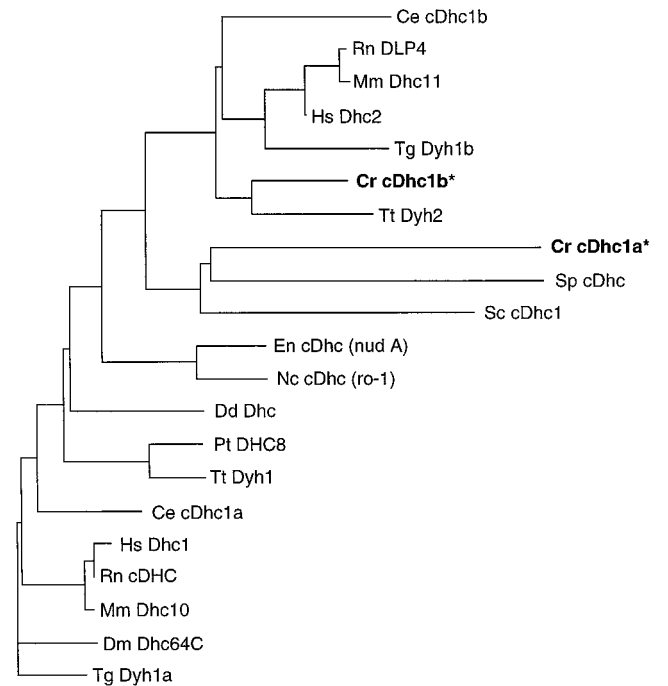 Ce cDhc1b
Rn DLP4
Mm Dhc11
Hs Dhc2
Tg Dyh1b
Cr cDhc1b*
Tt Dyh2
Cr cDhc1a*
Sp cDhc
Sc cDhc1
En cDhc (nud A)
Nc cDhc (ro-1)
Dd Dhc
Pt DHC8
Tt Dyh1
Ce cDhc1a
Hs Dhc1
Rn cDHC
Mm Dhc10
Dm Dhc64C
Tg Dyh1a